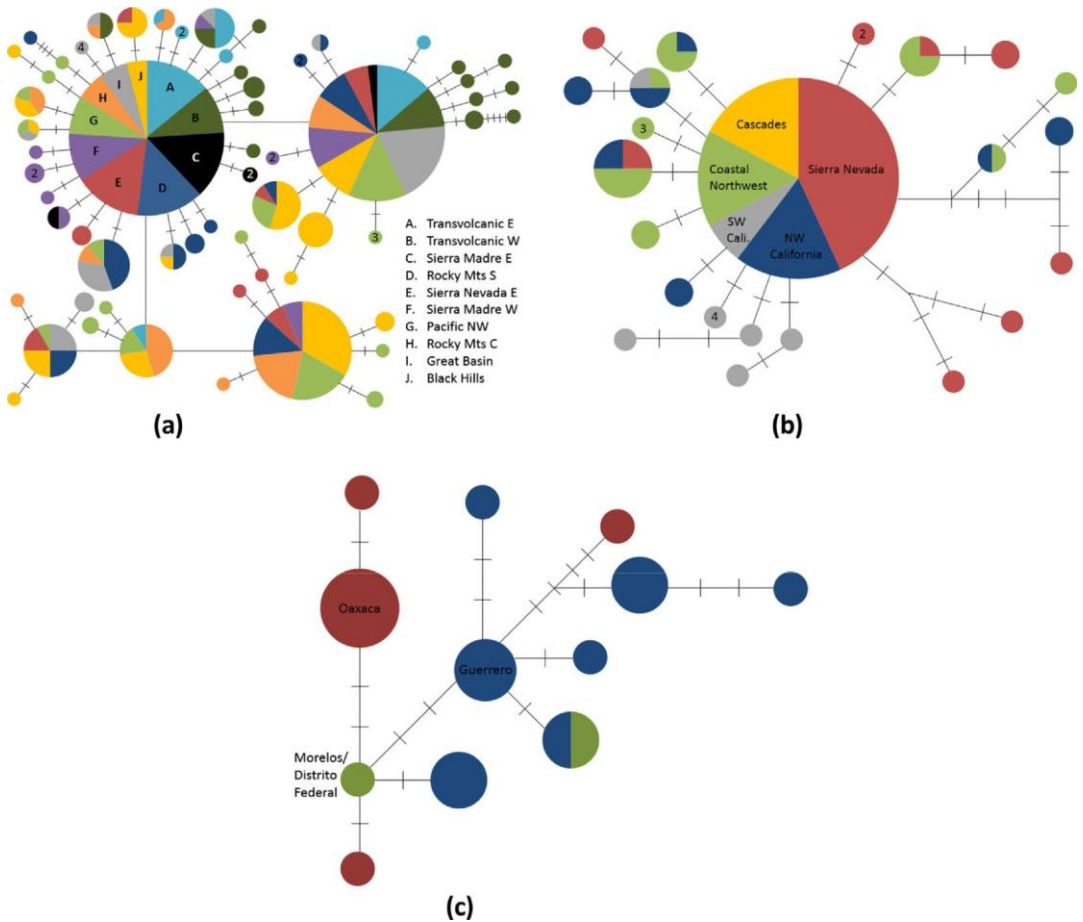 2
4
2
J
I
A
H
B
G
C
F
D
E
2
2
2
2
3
A. Transvolcanic E
B. Transvolcanic W
C. Sierra Madre E
D. Rocky Mts S
E. Sierra Nevada E
F. Sierra Madre W
G. Pacific NW
H. Rocky Mts C
I. Great Basin
J. Black Hills
(a)
2
3
Cascades
Sierra Nevada
Coastal
Northwest
SW
Cali.
NW
California
4
(b)
Oaxaca
Guerrero
Morelos/
Distrito
Federal
(c)